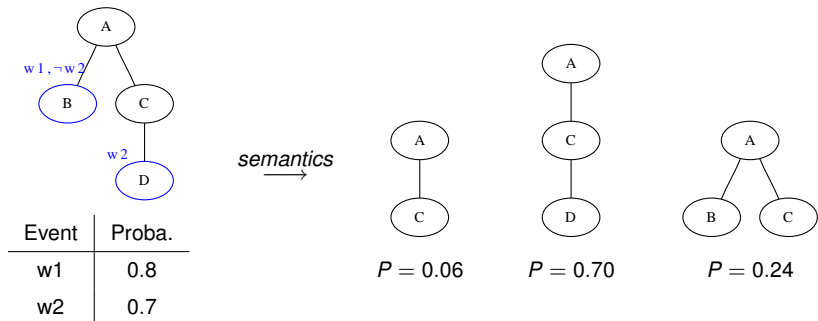 A
w1,¬w2
B
C
w2
D
Event Proba.
w1 0.8
w2 0.7
semantics
A
C
P = 0.06
A
C
D
P = 0.70
A
B
C
P = 0.24